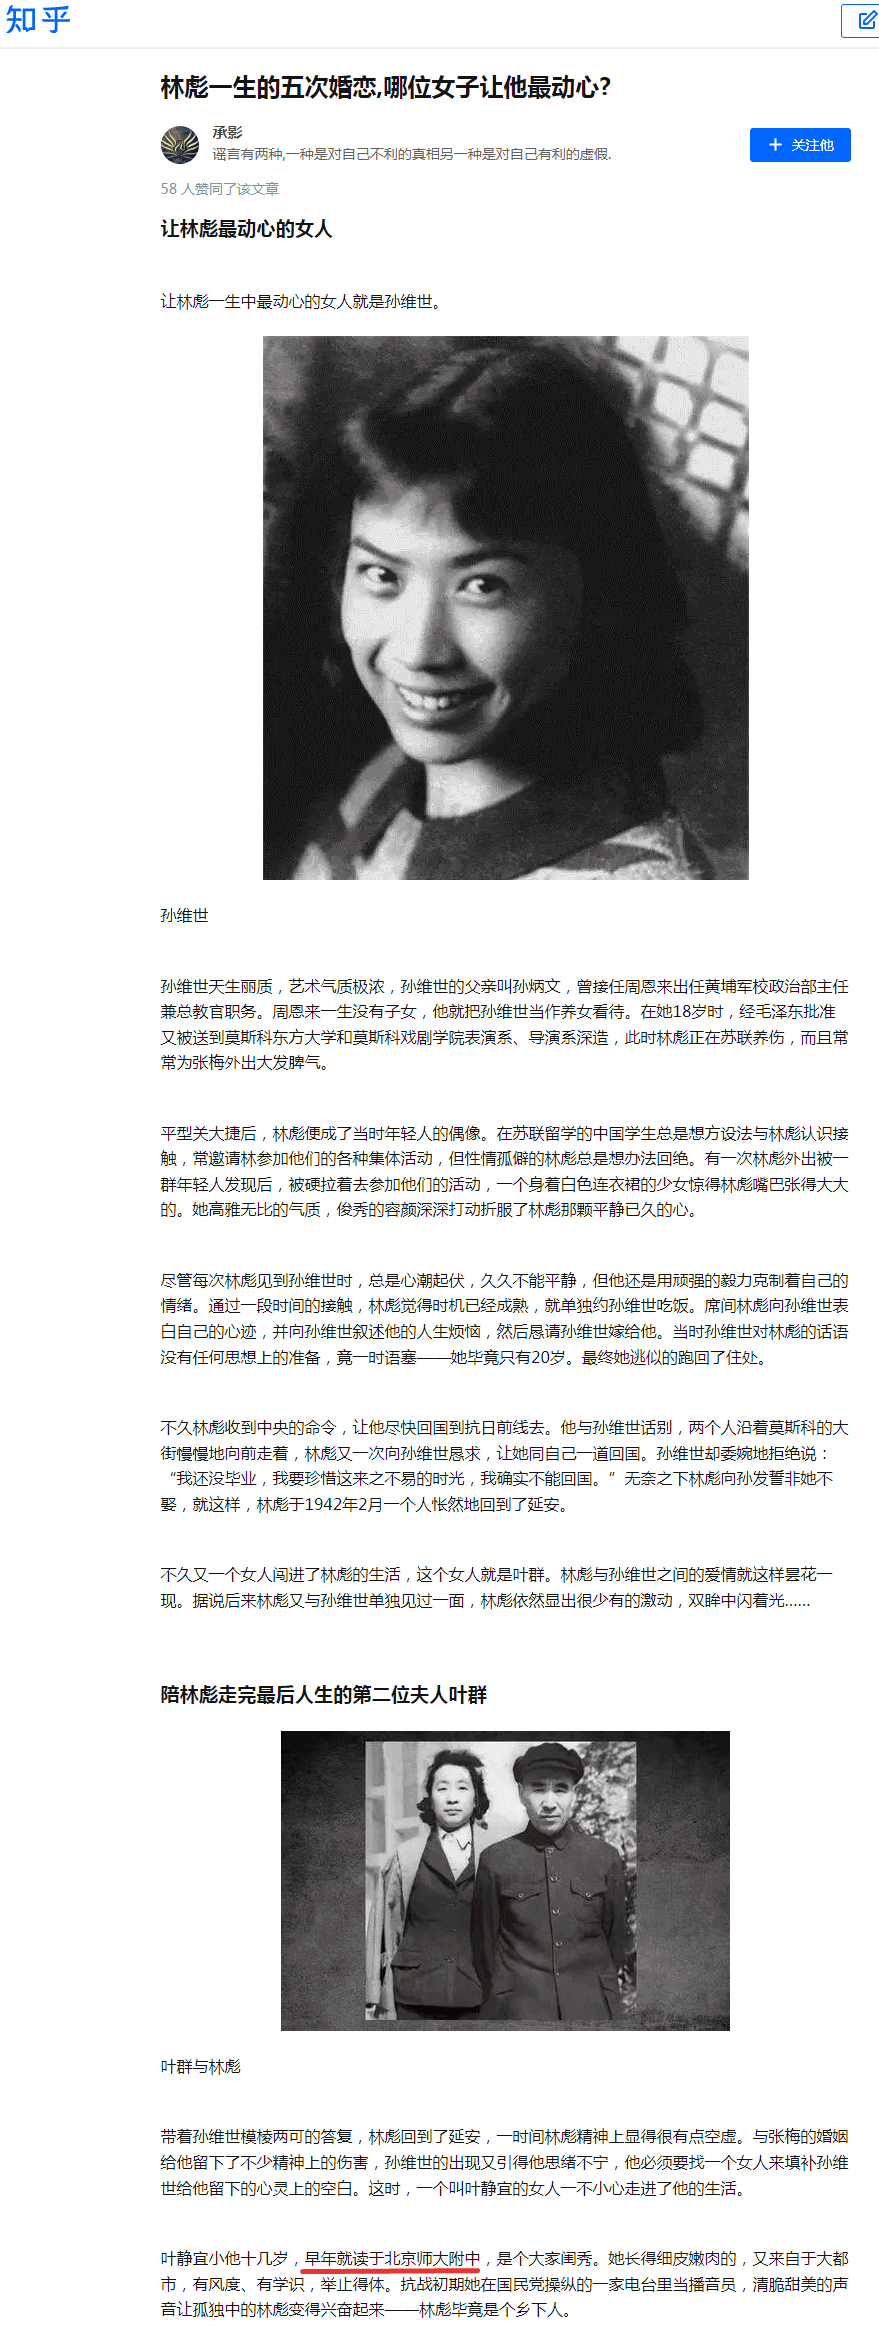 知乎
林彪一生的五次婚恋,哪位女子让他最动心?
承影
谣言有两种,一种是对自己不利的真相另一种是对自己有利的虚假.
关注他
58 人赞同了该文章
让林彪最动心的女人
让林彪一生中最动心的女人就是孙维世。
孙维世
孙维世天生丽质，艺术气质极浓，孙维世的父亲叫孙炳文，曾接任周恩来出任黄埔军校政治部主任
兼总教官职务。周恩来一生没有子女，他就把孙维世当作养女看待。在她18岁时，经毛泽东批准
又被送到莫斯科东方大学和莫斯科戏剧学院表演系、导演系深造，此时林彪正在苏联养伤，而且常
常为张梅外出大发脾气。
平型关大捷后，林彪便成了当时年轻人的偶像。在苏联留学的中国学生总是想方设法与林彪认识接
触，常邀请林参加他们的各种集体活动，但性情孤僻的林彪总是想办法回绝。有一次林彪外出被一
群年轻人发现后，被硬拉着去参加他们的活动，一个身着白色连衣裙的少女惊得林彪嘴巴张得大大
的。她高雅无比的气质，俊秀的容颜深深打动折服了林彪那颗平静已久的心。
尽管每次林彪见到孙维世时，总是心潮起伏，久久不能平静，但他还是用顽强的毅力克制着自己的
情绪。通过一段时间的接触，林彪觉得时机已经成熟，就单独约孙维世吃饭。席间林彪向孙维世表
白自己的心迹，并向孙维世叙述他的人生烦恼，然后恳请孙维世嫁给他。当时孙维世对林彪的话语
没有任何思想上的准备，竟一时语塞——她毕竟只有20岁。最终她逃似的跑回了住处。
不久林彪收到中央的命令，让他尽快回国到抗日前线去。他与孙维世话别，两个人沿着莫斯科的大
街慢慢地向前走着，林彪又一次向孙维世恳求，让她同自己一道回国。孙维世却委婉地拒绝说：
“我还没毕业，我要珍惜这来之不易的时光，我确实不能回国。”无奈之下林彪向孙发誓非她不
娶，就这样，林彪于1942年2月一个人怅然地回到了延安。
不久又一个女人闯进了林彪的生活，这个女人就是叶群。林彪与孙维世之间的爱情就这样昙花一
现。据说后来林彪又与孙维世单独见过一面，林彪依然显出很少有的激动，双眸中闪着光......
陪林彪走完最后人生的第二位夫人叶群
叶群与林彪
带着孙维世模棱两可的答复，林彪回到了延安，一时间林彪精神上显得很有点空虚。与张梅的婚姻
给他留下了不少精神上的伤害，孙维世的出现又引得他思绪不宁，他必须要找一个女人来填补孙维
世给他留下的心灵上的空白。这时，一个叫叶静宜的女人一不小心走进了他的生活。
叶静宜小他十几岁，早年就读于北京师大附中，是个大家闺秀。她长得细皮嫩肉的，又来自于大都
市，有风度、有学识，举止得体。抗战初期她在国民党操纵的一家电台里当播音员，清脆甜美的声
音让孤独中的林彪变得兴奋起来——林彪毕竟是个乡下人。